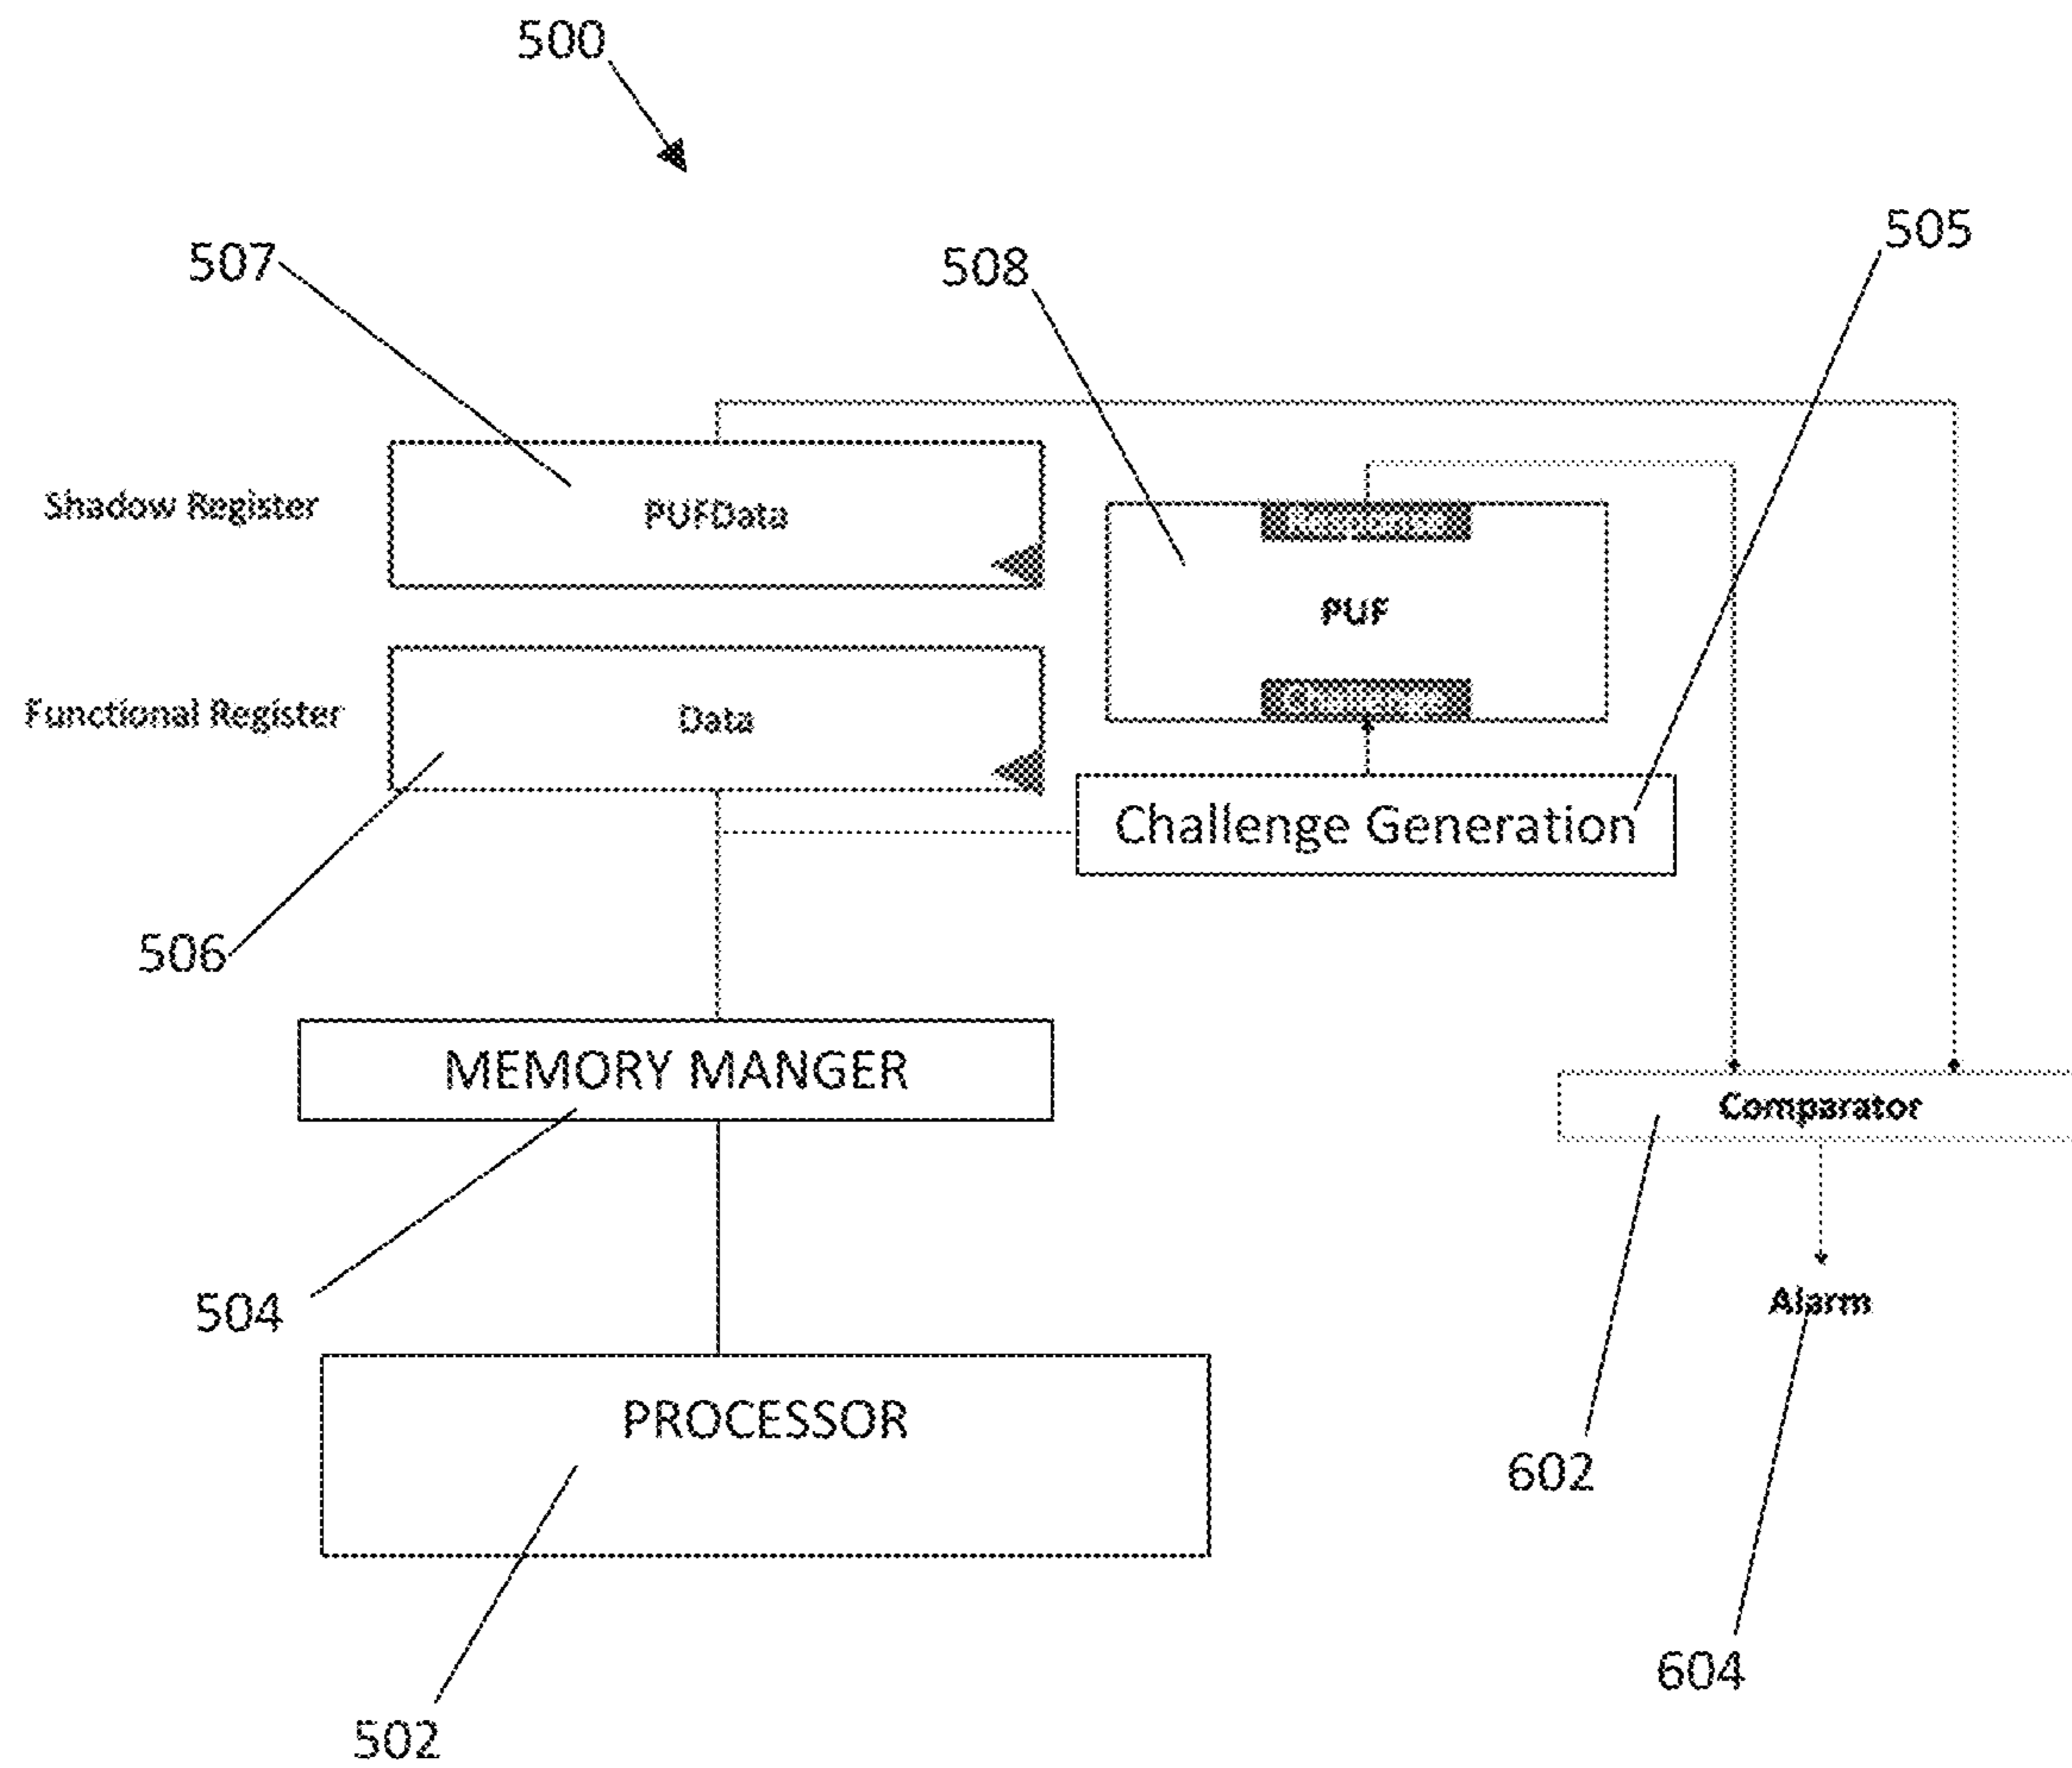 500
505
507
508
Shadow Register
PUFData
PUF
Functional Register
Data
Challenge Generation
506
MEMORY MANGER
Comparator
504
Alarm
PROCESSOR
602
604
502